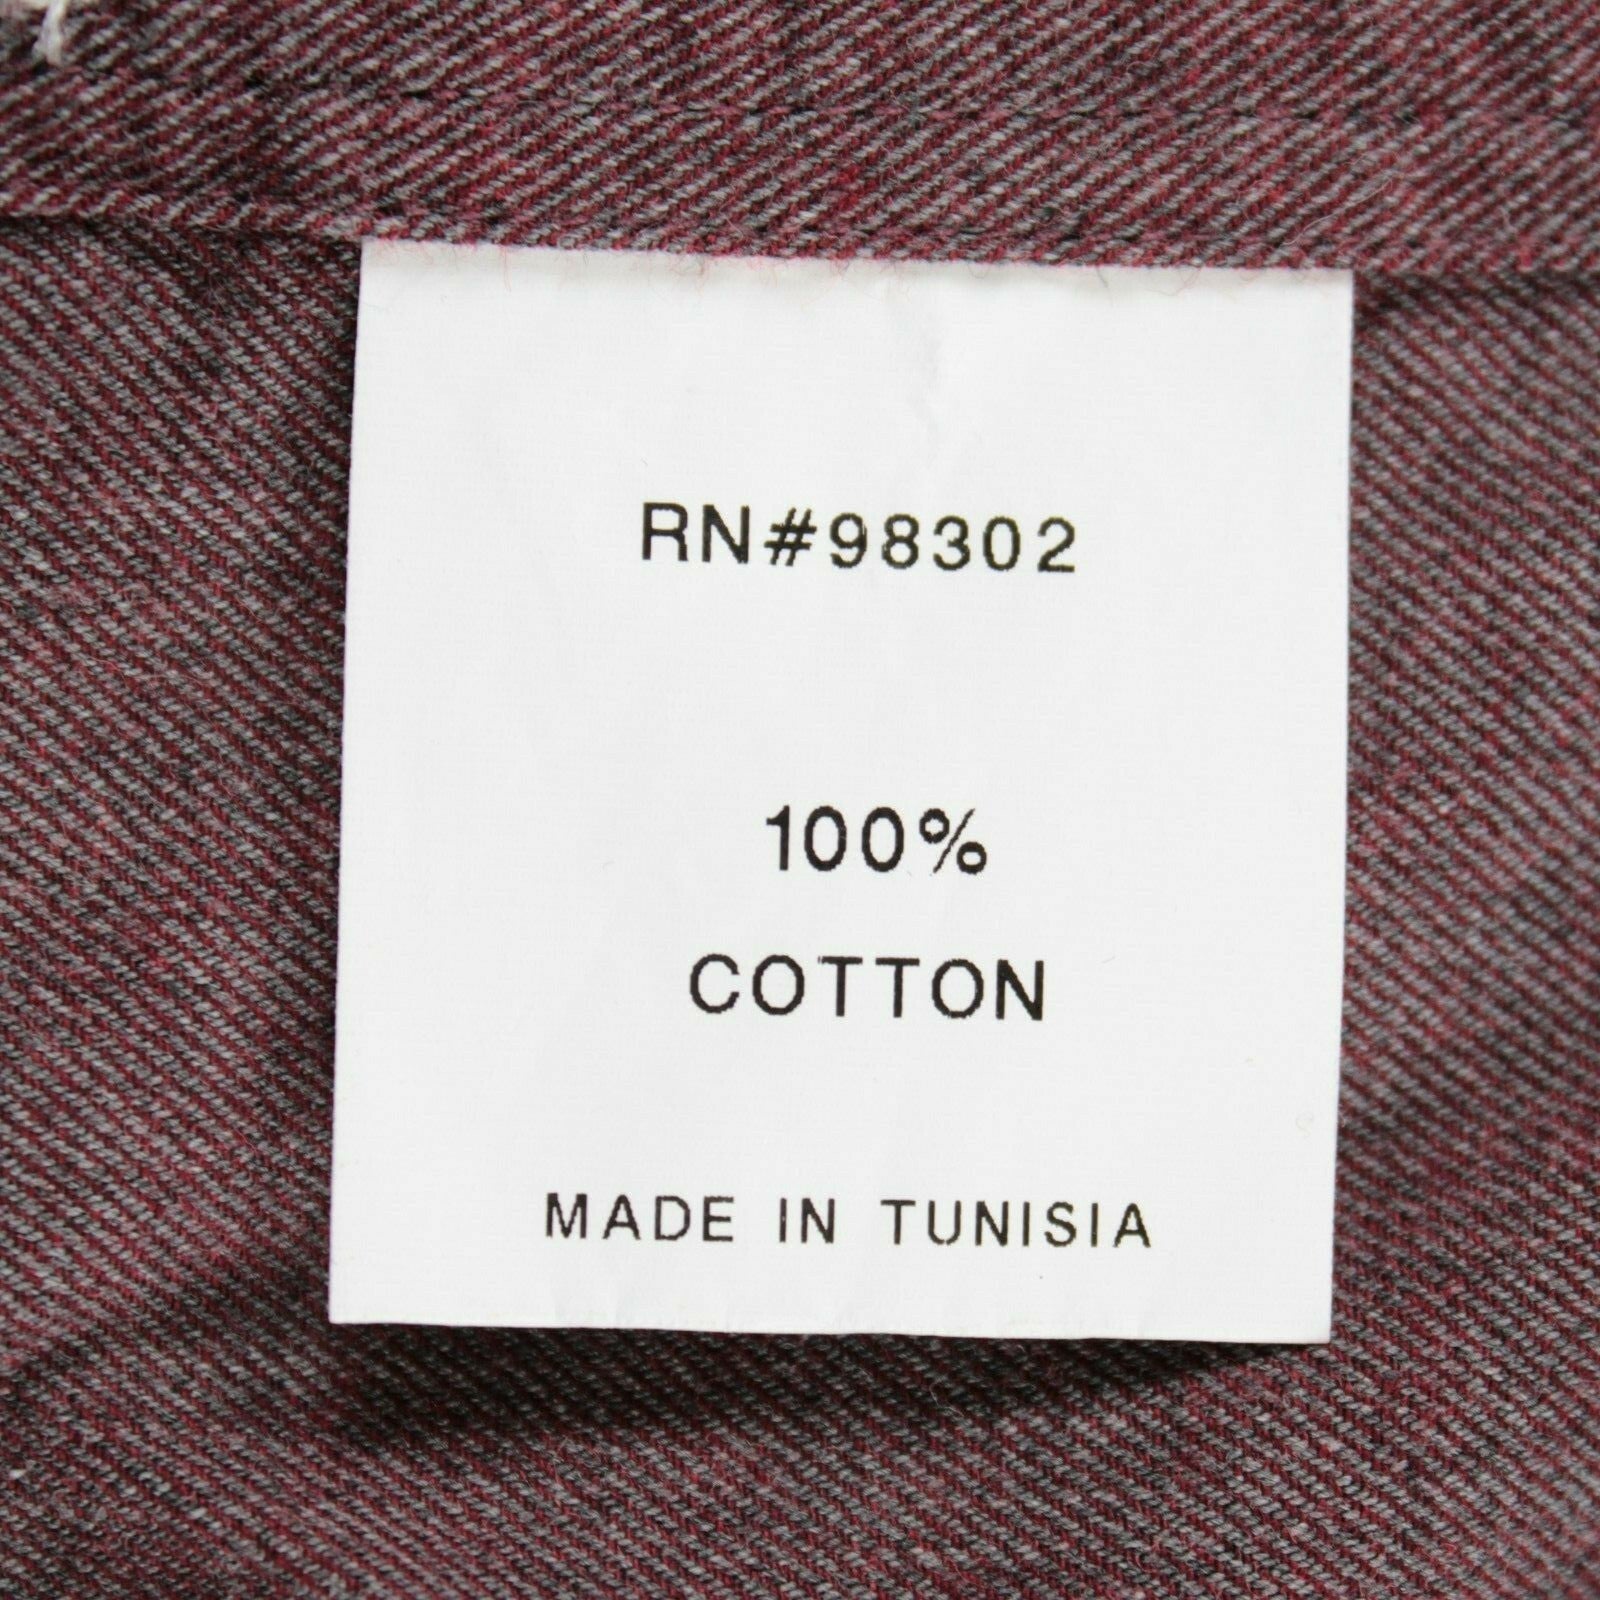 RN#98302
100%
COTTON
MADE IN TUNISIA